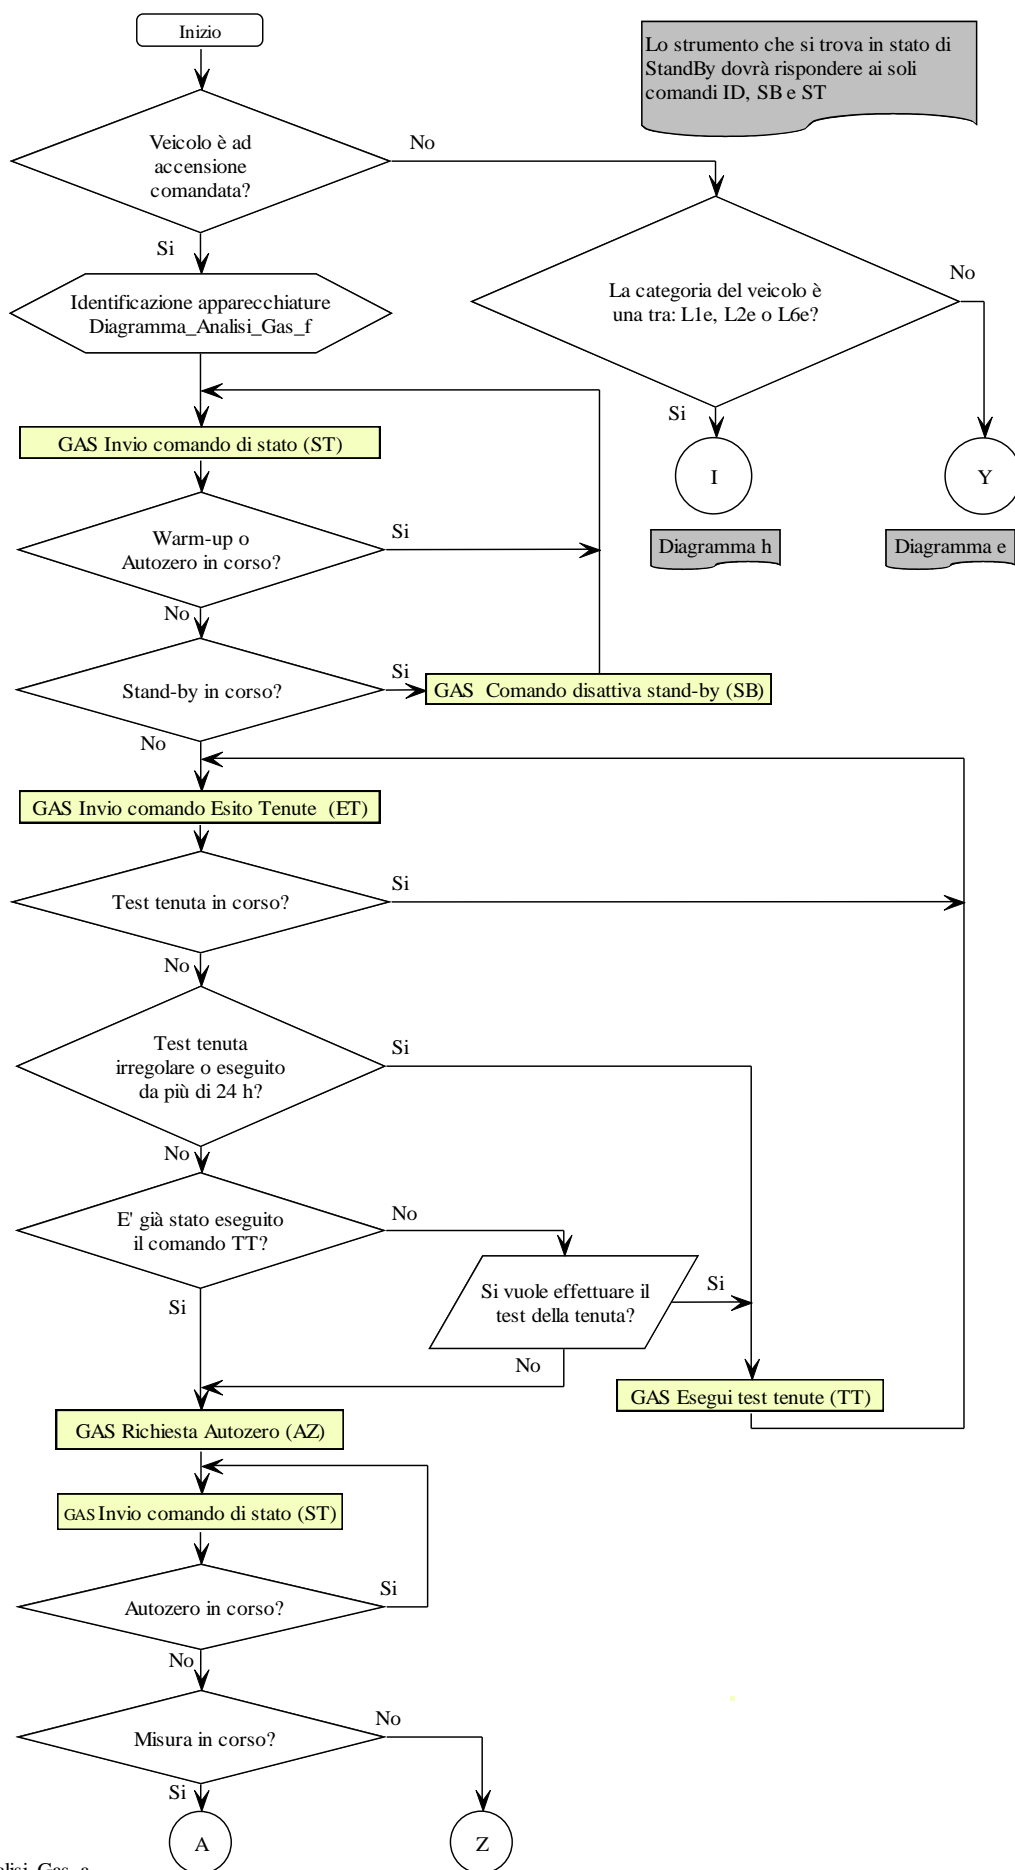 Inizio
Lo strumento che si trova in stato di
StandBy dovrà rispondere ai soli
comandi ID, SB e ST
Veicolo è ad
accensione
comandata?
No
Si
Identificazione apparecchiature
Diagramma_Analisi_Gas_f
La categoria del veicolo è
una tra: L1e, L2e o L6e?
No
Si
I
Y
Diagramma h
Diagramma e
GAS Invio comando di stato (ST)
Warm-up o
Autozero in corso?
Si
No
Stand-by in corso?
Si
GAS Comando disattiva stand-by (SB)
No
GAS Invio comando Esito Tenute (ET)
Test tenuta in corso?
Si
No
Test tenuta
irregolare o eseguito
da più di 24 h?
Si
No
E' già stato eseguito
il comando TT?
No
Si vuole effettuare il
test della tenuta?
Si
Si
No
GAS Esegui test tenute (TT)
GAS Richiesta Autozero (AZ)
GAS Invio comando di stato (ST)
Autozero in corso?
Si
No
Misura in corso?
No
Si
A
Z